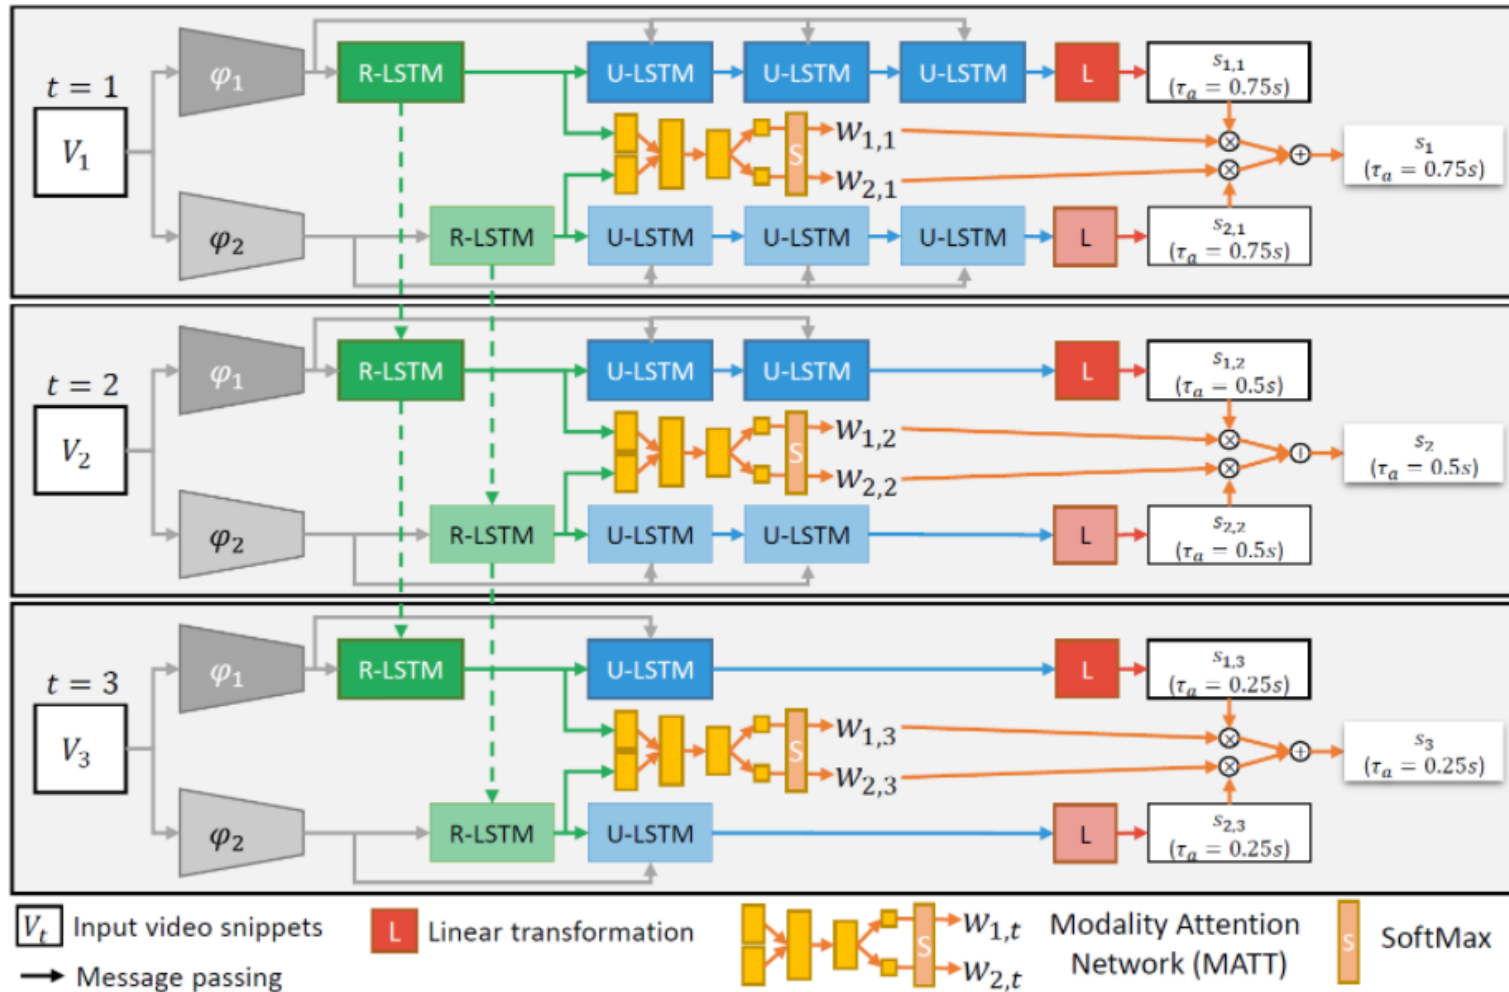 t = 1
V₁
φ₁
φ₂
R-LSTM
U-LSTM
U-LSTM
U-LSTM
L
s₁,₁
(τₐ = 0.75s)
S
w₁,₁
w₂,₁
s₁
(τₐ = 0.75s)
R-LSTM
U-LSTM
U-LSTM
U-LSTM
L
s₂,₁
(τₐ = 0.75s)
t = 2
V₂
φ₁
φ₂
R-LSTM
U-LSTM
U-LSTM
L
s₁,₂
(τₐ = 0.5s)
S
w₁,₂
w₂,₂
s₂
(τₐ = 0.5s)
R-LSTM
U-LSTM
U-LSTM
L
s₂,₂
(τₐ = 0.5s)
t = 3
V₃
φ₁
φ₂
R-LSTM
U-LSTM
L
s₁,₃
(τₐ = 0.25s)
S
w₁,₃
w₂,₃
s₃
(τₐ = 0.25s)
R-LSTM
U-LSTM
L
s₂,₃
(τₐ = 0.25s)
Vₜ Input video snippets
Message passing
L Linear transformation
S
w₁,ₜ
w₂,ₜ
Modality Attention
Network (MATT)
S SoftMax